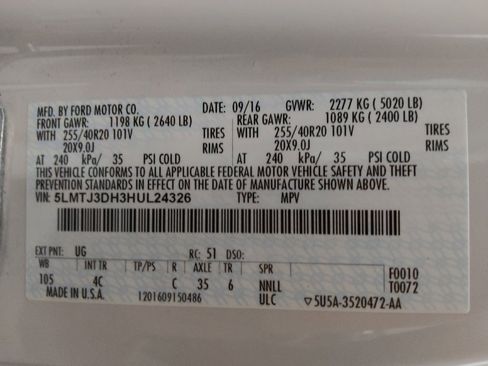 MFD. BY FORD MOTOR CO. DATE: 09/16 GVWR: 2277 KG ( 5020 LB)
FRONT GAWR: 1198 KG ( 2640 LB) REAR GAWR: 1089 KG ( 2400 LB)
WITH 255/40R20 101V TIRES WITH 255/40R20 101V TIRES
20X9.0J RIMS 20X9.0J RIMS
AT 240 kPa/ 35 PSI COLD AT 240 kPa/ 35 PSI COLD
THIS VEHICLE CONFORMS TO ALL APPLICABLE FEDERAL MOTOR VEHICLE SAFETY AND THEFT
PREVENTION STANDARDS IN EFFECT ON THE DATE OF MANUFACTURE SHOWN ABOVE.
VIN: 5LMTJ3DH3HUL24326 TYPE: MPV
EXT PNT: UG RC: 51 DSO:
WB INT TR TP/PS R AXLE TR SPR F0010
105 4C C 35 6 NNLL T0072
MADE IN U.S.A. 1201609150486 ULC ▽5U5A-3520472-AA